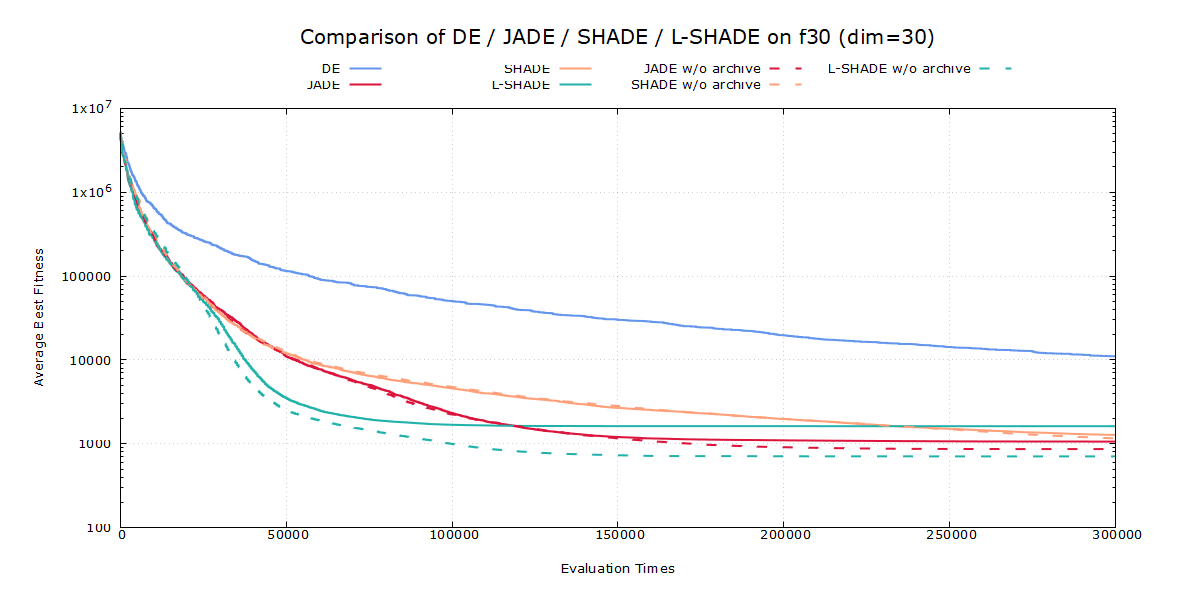 Comparison of DE / JADE / SHADE / L-SHADE on f30 (dim=30)
DE SHADE JADE w/o archive L-SHADE w/o archive
JADE L-SHADE SHADE w/o archive
1x10^7
1x10^6
100000
10000
1000
100
Average Best Fitness
0 50000 100000 150000 200000 250000 300000
Evaluation Times